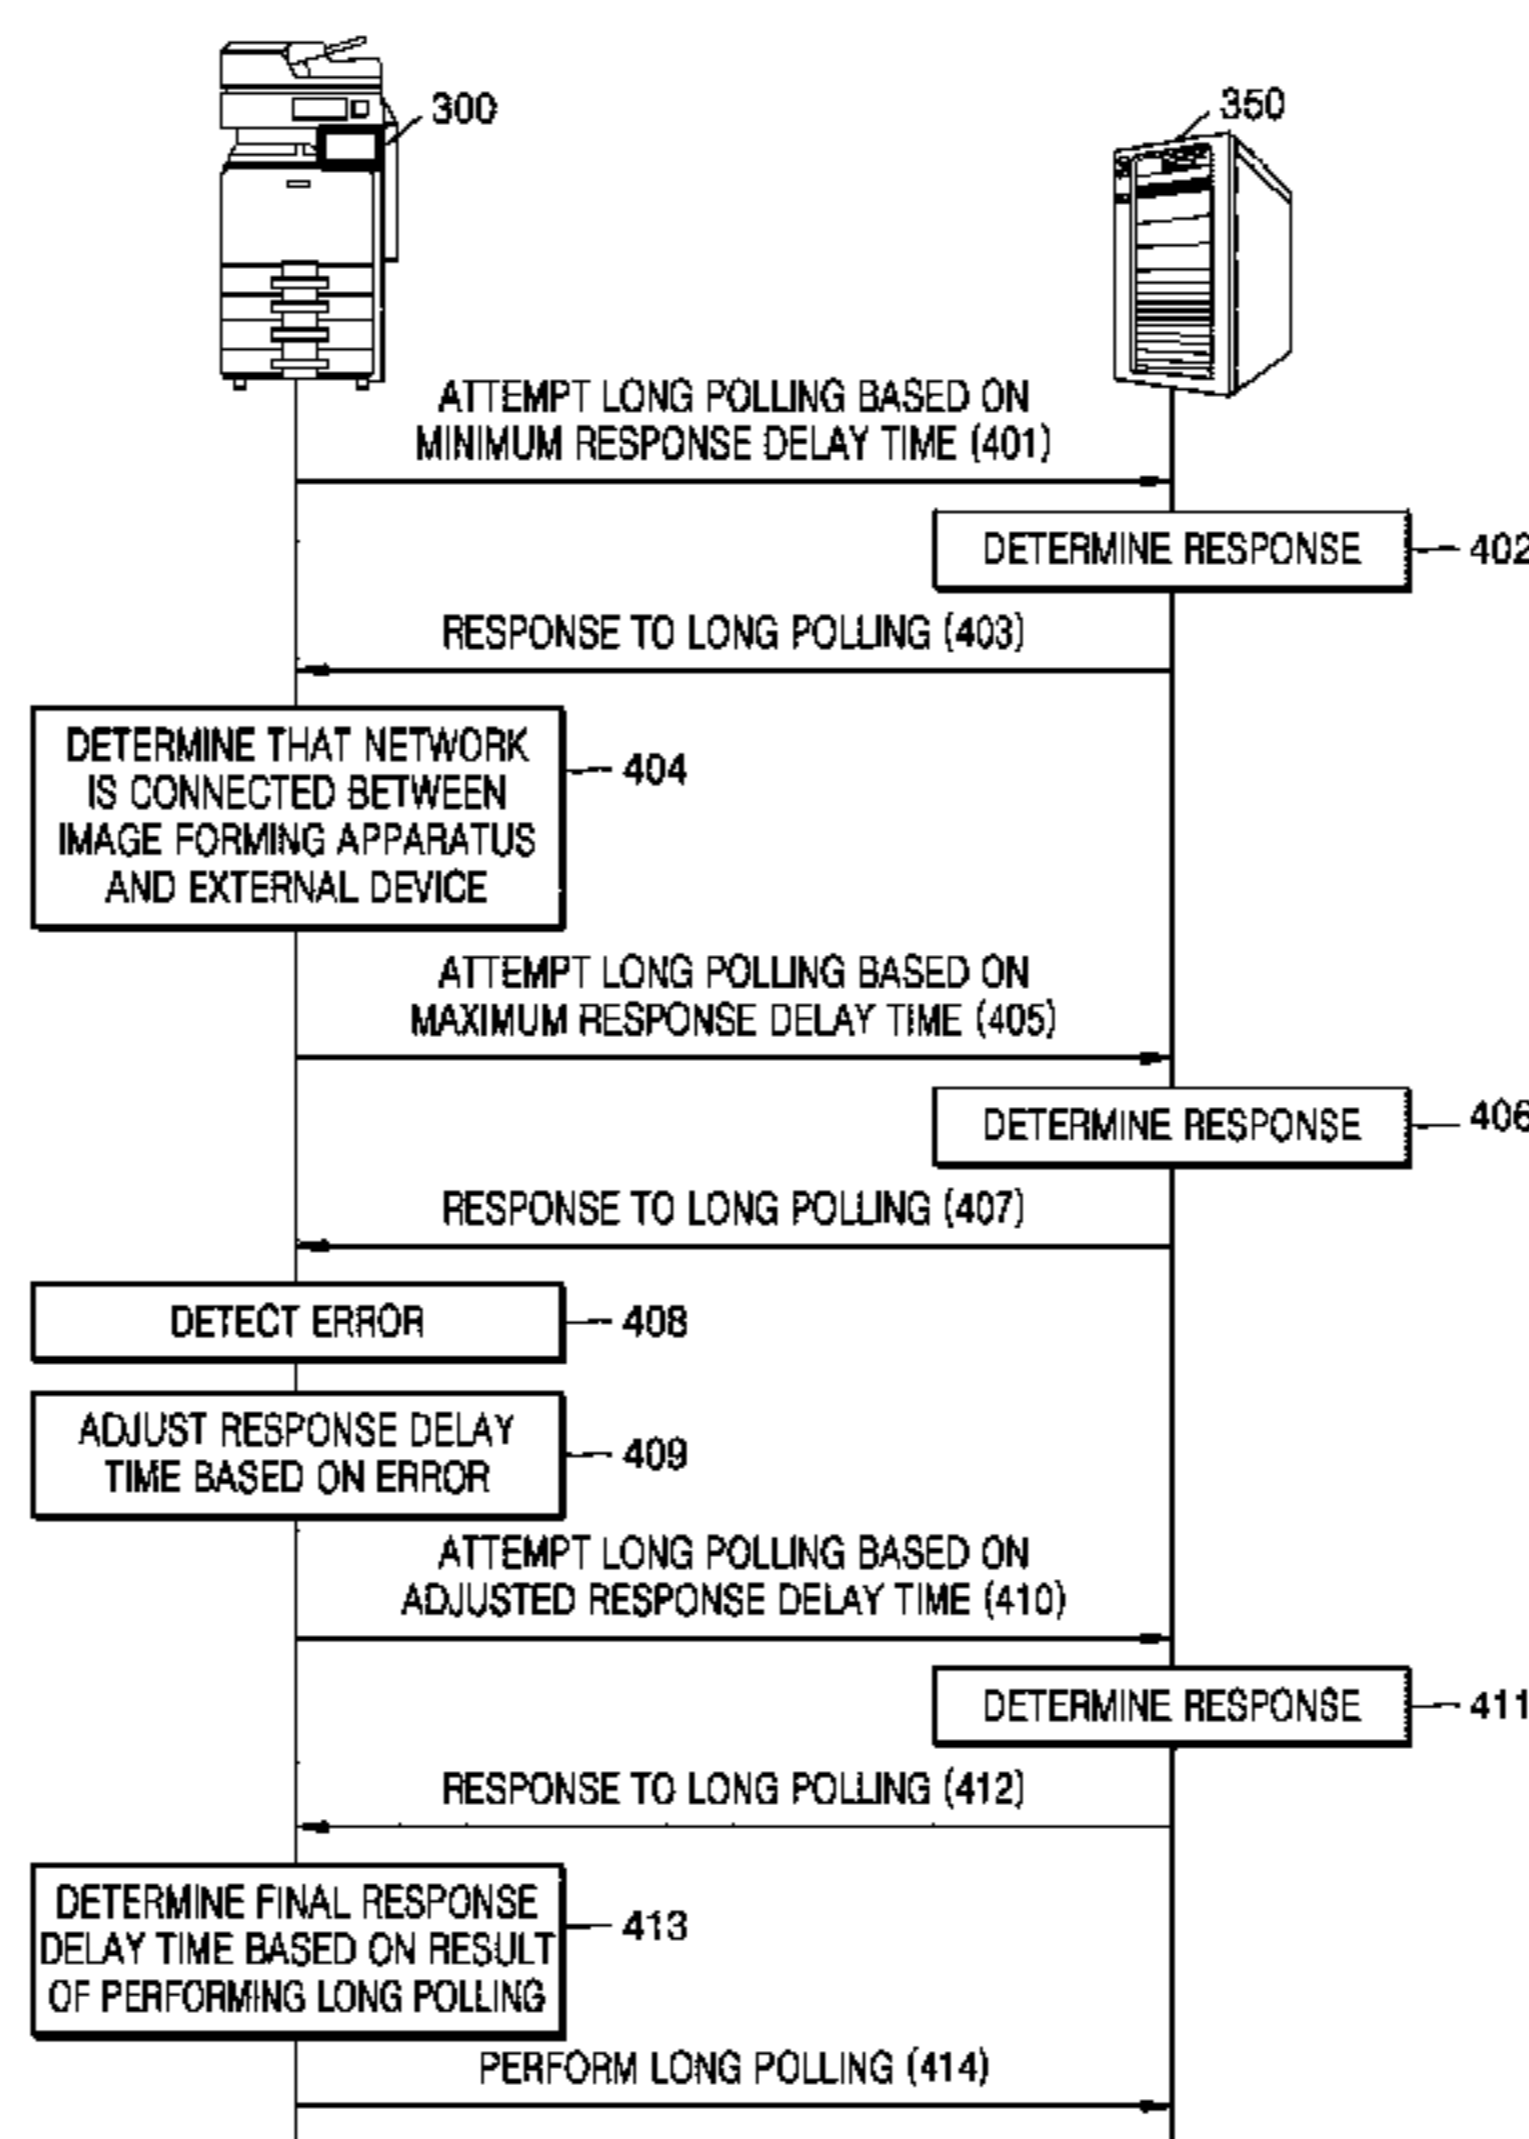 300
350
ATTEMPT LONG POLLING BASED ON
MINIMUM RESPONSE DELAY TIME (401)
DETERMINE RESPONSE
402
RESPONSE TO LONG POLLING (403)
DETERMINE THAT NETWORK
IS CONNECTED BETWEEN
IMAGE FORMING APPARATUS
AND EXTERNAL DEVICE
404
ATTEMPT LONG POLLING BASED ON
MAXIMUM RESPONSE DELAY TIME (405)
DETERMINE RESPONSE
406
RESPONSE TO LONG POLLING (407)
DETECT ERROR
408
ADJUST RESPONSE DELAY
TIME BASED ON ERROR
409
ATTEMPT LONG POLLING BASED ON
ADJUSTED RESPONSE DELAY TIME (410)
DETERMINE RESPONSE
411
RESPONSE TO LONG POLLING (412)
DETERMINE FINAL RESPONSE
DELAY TIME BASED ON RESULT
OF PERFORMING LONG POLLING
413
PERFORM LONG POLLING (414)